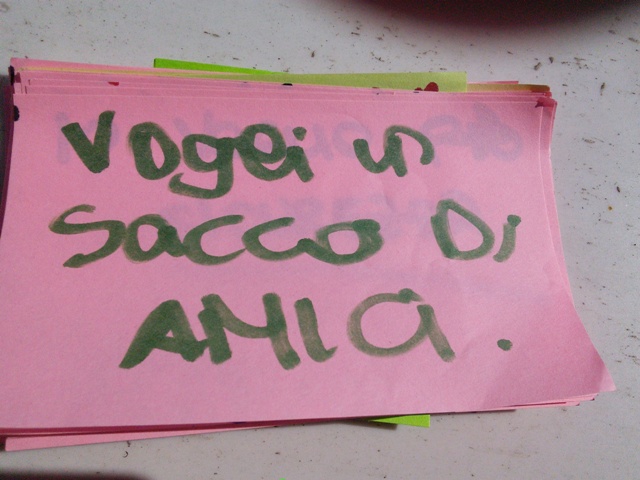 Vogei un
sacco Di
AMICi.